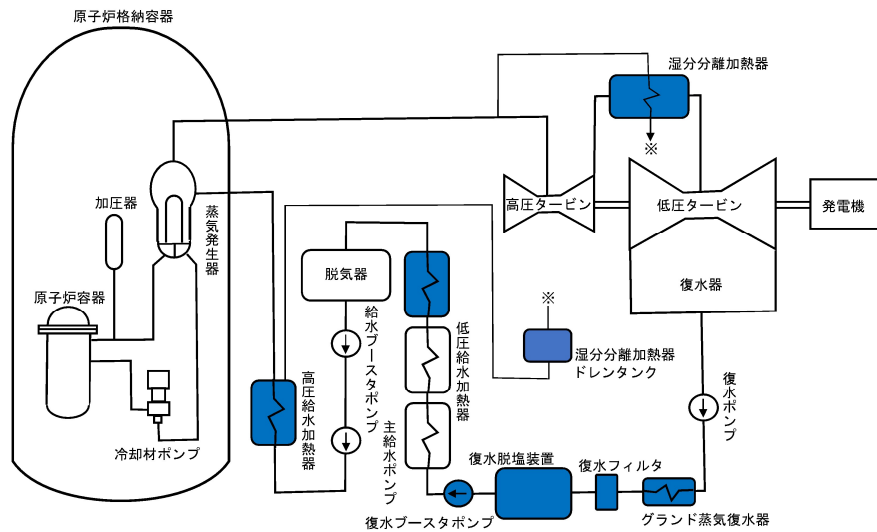 原子炉格納容器
湿分分離加熱器
※
加圧器
蒸気発生器
高圧タービン
低圧タービン
発電機
脱気器
復水器
原子炉容器
※
給水ブースタポンプ
低圧給水加熱器
湿分分離加熱器
ドレンタンク
高圧給水加熱器
復水ポンプ
主給水ポンプ
冷却材ポンプ
復水脱塩装置
復水フィルタ
復水ブースタポンプ
グランド蒸気復水器